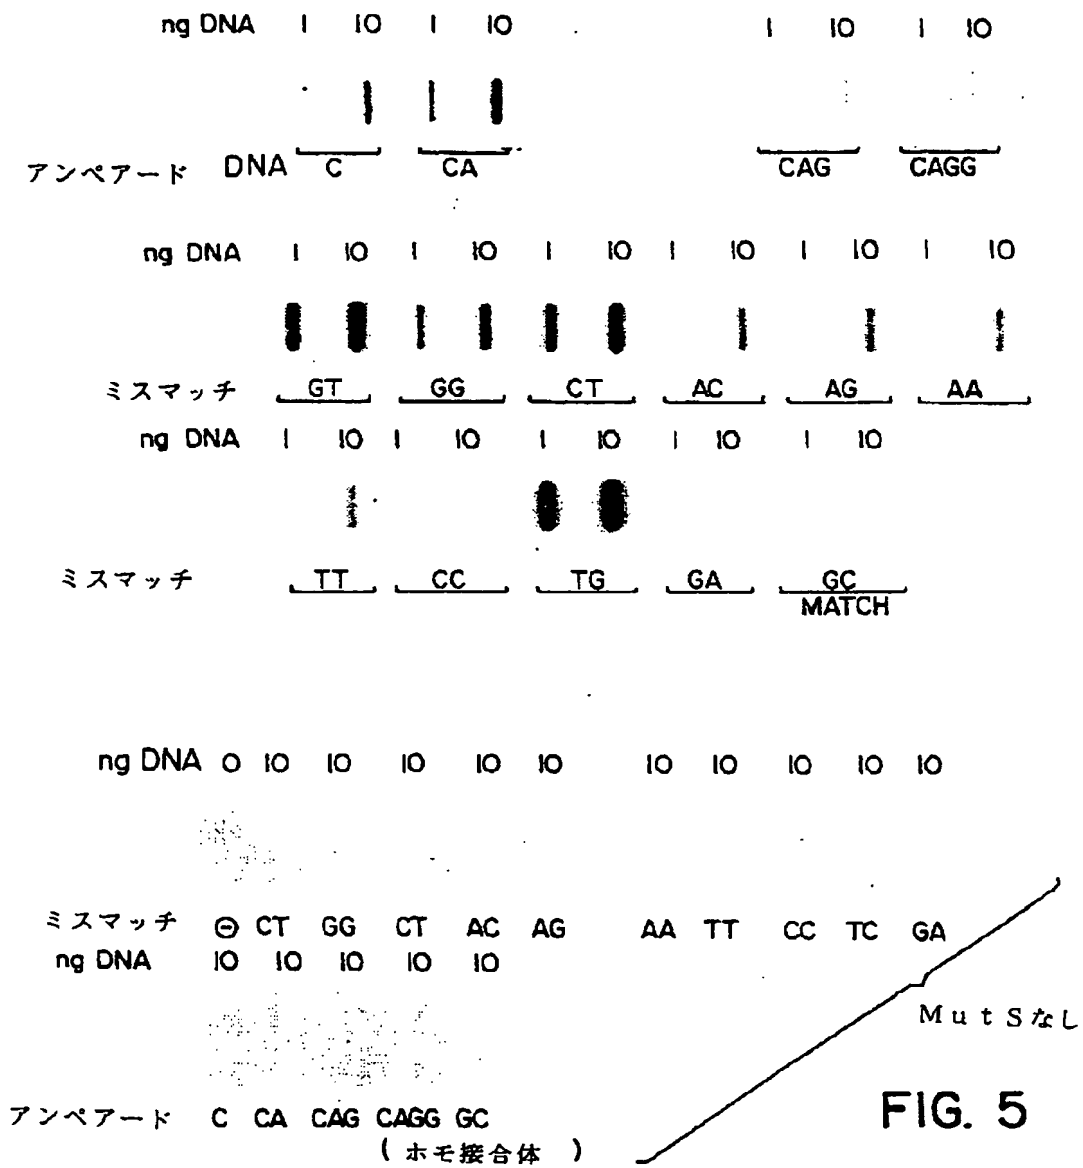 ng DNA 1 10 1 10 1 10 1 10
アンペアード DNA C CA CAG CAGG
ng DNA 1 10 1 10 1 10 1 10 1 10 1 10
ミスマッチ GT GG CT AC AG AA
ng DNA 1 10 1 10 1 10 1 10 1 10
ミスマッチ TT CC TG GA GC
MATCH
ng DNA 0 10 10 10 10 10 10 10 10 10 10
ミスマッチ ⊖ CT GG CT AC AG AA TT CC TC GA
ng DNA 10 10 10 10 10
MutSなし
アンペアード C CA CAG CAGG GC
(ホモ接合体)
FIG. 5